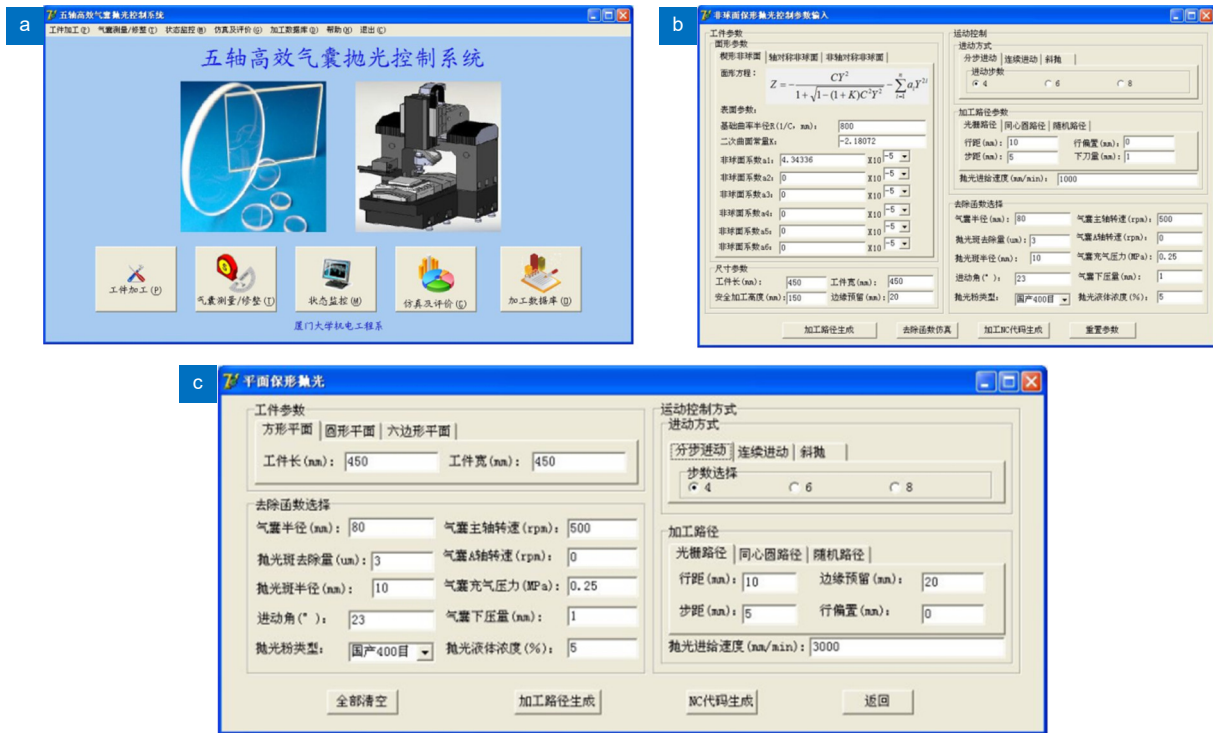 a
五轴高效气囊抛光控制系统
工件加工(P) 气囊测量/修整(T) 状态监控(M) 仿真及评价(G) 加工数据库(D) 帮助(H) 退出(C)
五轴高效气囊抛光控制系统
工件加工(P) 气囊测量/修整(T) 状态监控(M) 仿真及评价(G) 加工数据库(D)
厦门大学机电工程系
b
非球面保形抛光控制参数输入
工件参数
面形参数
楔形非球面 轴对称非球面 非轴对称非球面
面形方程:
Z = -CY²/(1+√(1-(1+K)C²Y²)) - ∑ⁿᵢ₌₁ aᵢY²ⁱ
表面参数:
基础曲率半径R(1/C, mm): 800
二次曲面常量K: -2.18072
非球面系数a1: 4.34336 X10 -5
非球面系数a2: 0 X10 -5
非球面系数a3: 0 X10 -5
非球面系数a4: 0 X10 -5
非球面系数a5: 0 X10 -5
非球面系数a6: 0 X10 -5
尺寸参数
工件长(mm): 450 工件宽(mm): 450
安全加工高度(mm): 150 边缘预留(mm): 20
运动控制
进动方式
分步进动 连续进动 斜抛
进动步数
4 6 8
加工路径参数
光栅路径 同心圆路径 随机路径
行距(mm): 10 行偏置(mm): 0
步距(mm): 5 下刀量(mm): 1
抛光进给速度(mm/min): 1000
去除函数选择
气囊半径(mm): 80 气囊主轴转速(rpm): 500
抛光斑去除量(um): 3 气囊A轴转速(rpm): 0
抛光斑半径(mm): 10 气囊充气压力(MPa): 0.25
进动角(°): 23 气囊下压量(mm): 1
抛光粉类型: 国产400目 抛光液体浓度(%): 5
加工路径生成 去除函数仿真 加工NC代码生成 重置参数
c
平面保形抛光
工件参数
方形平面 圆形平面 六边形平面
工件长(mm): 450 工件宽(mm): 450
去除函数选择
气囊半径(mm): 80 气囊主轴转速(rpm): 500
抛光斑去除量(um): 3 气囊A轴转速(rpm): 0
抛光斑半径(mm): 10 气囊充气压力(MPa): 0.25
进动角(°): 23 气囊下压量(mm): 1
抛光粉类型: 国产400目 抛光液体浓度(%): 5
运动控制方式
进动方式
分步进动 连续进动 斜抛
步数选择
4 6 8
加工路径
光栅路径 同心圆路径 随机路径
行距(mm): 10 边缘预留(mm): 20
步距(mm): 5 行偏置(mm): 0
抛光进给速度(mm/min): 3000
全部清空 加工路径生成 NC代码生成 返回